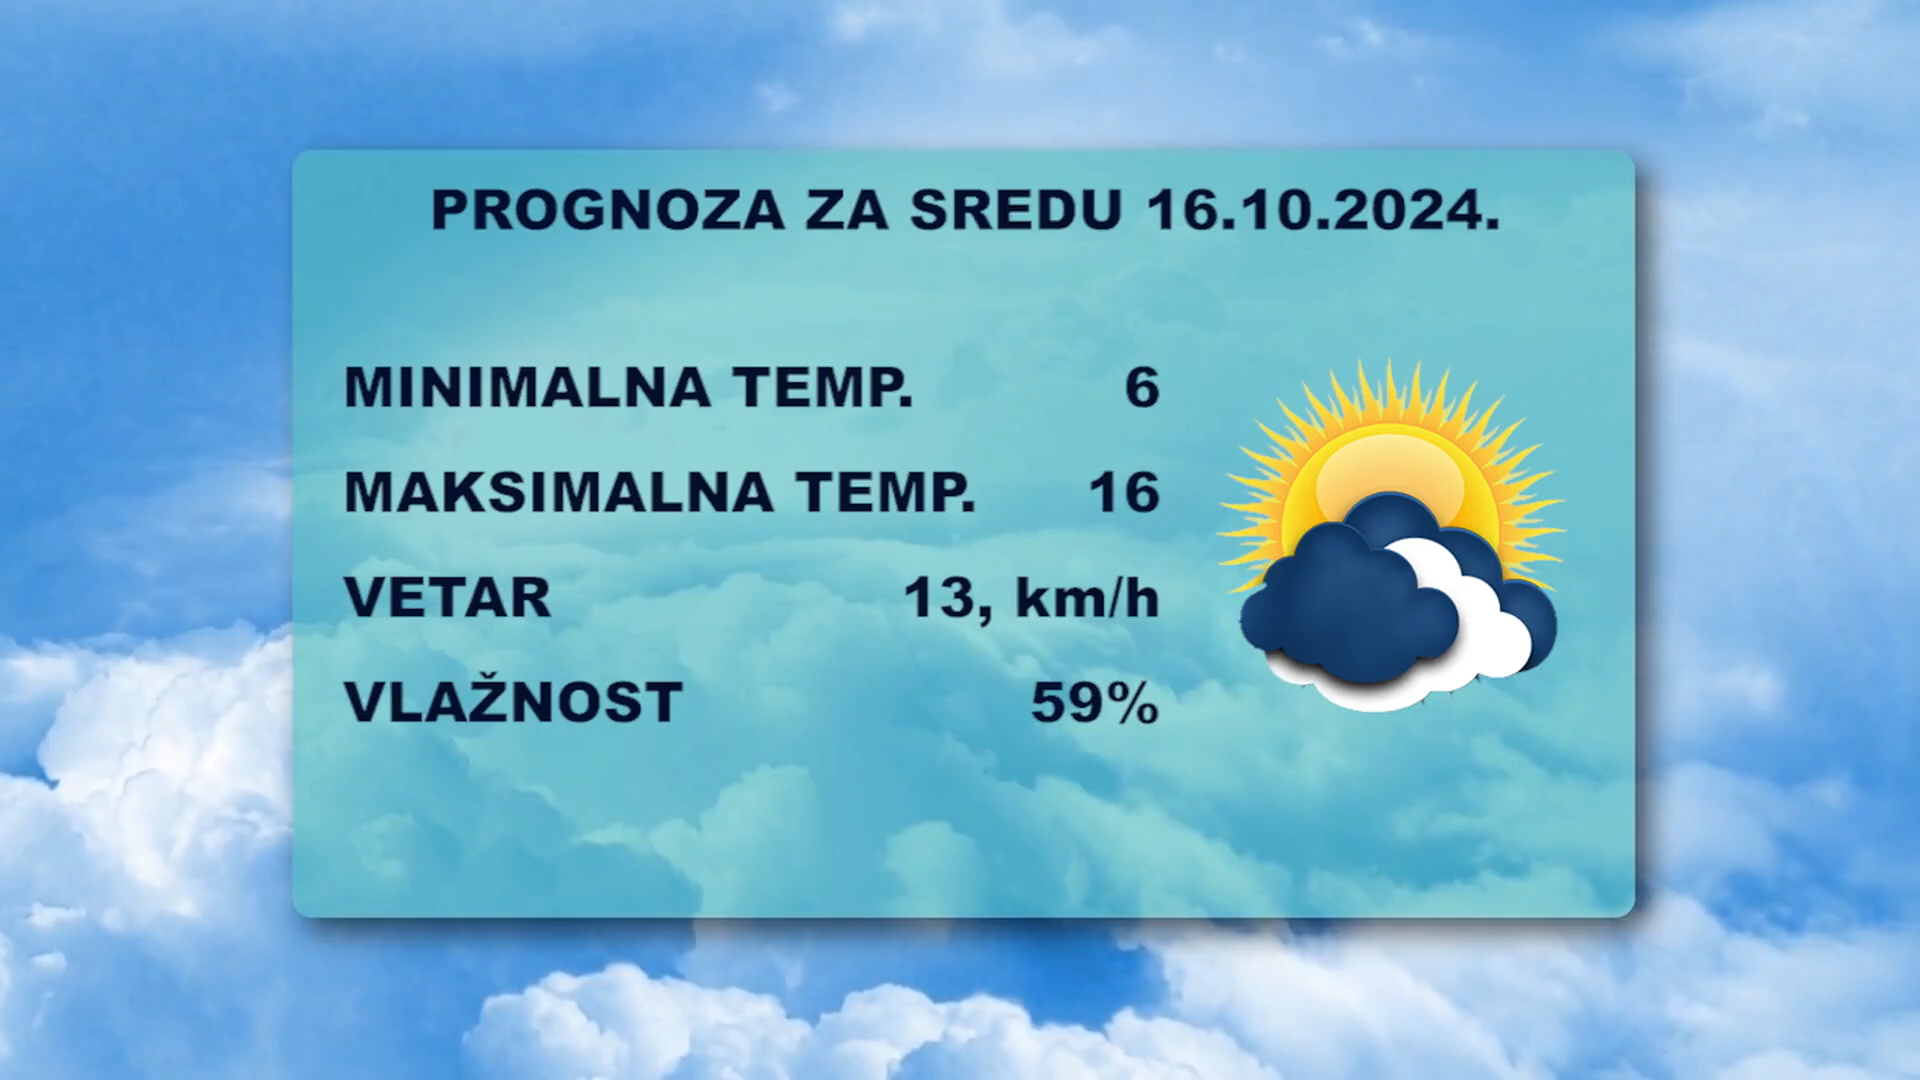 PROGNOZA ZA SREDU 16.10.2024.
MINIMALNA TEMP. 6
MAKSIMALNA TEMP. 16
VETAR 13, km/h
VLAŽNOST 59%